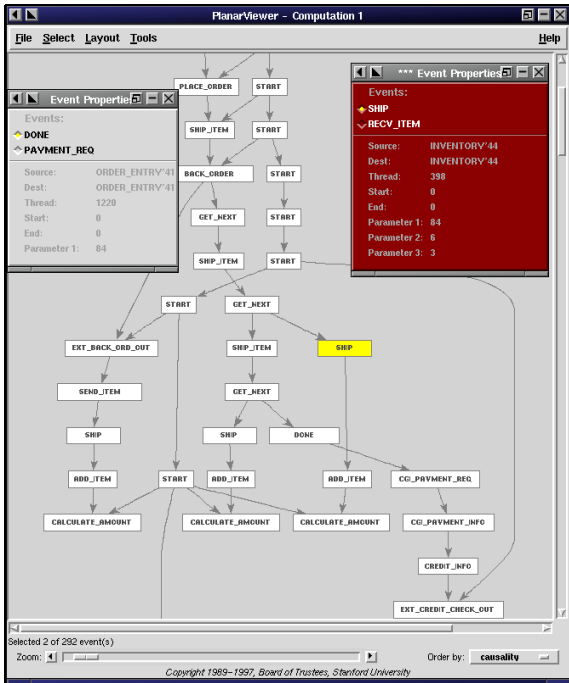 PlanarViewer - Computation 1
File Select Layout Tools Help
PLACE_ORDER START
Event Properties
Events:
DONE
PAYMENT_REQ
Source: ORDER_ENTRY'41
Dest: ORDER_ENTRY'41
Thread: 1220
Start: 0
End: 0
Parameter 1: 84
*** Event Properties
Events:
SHIP
RECV_ITEM
Source: INVENTORY'44
Dest: INVENTORY'44
Thread: 398
Start: 0
End: 0
Parameter 1: 84
Parameter 2: 6
Parameter 3: 3
SHIP_ITEM START
BACK_ORDER START
GET_NEXT START
SHIP_ITEM START
START GET_NEXT
EXT_BACK_ORD_OUT SHIP_ITEM SHIP
SEND_ITEM GET_NEXT
SHIP SHIP DONE
ADD_ITEM START ADD_ITEM ADD_ITEM CGI_PAYMENT_REQ
CALCULATE_AMOUNT CALCULATE_AMOUNT CALCULATE_AMOUNT CGI_PAYMENT_INFO
CREDIT_INFO
EXT_CREDIT_CHECK_OUT
Selected 2 of 292 event(s)
Zoom: Order by: causality
Copyright 1989-1997, Board of Trustees, Stanford University